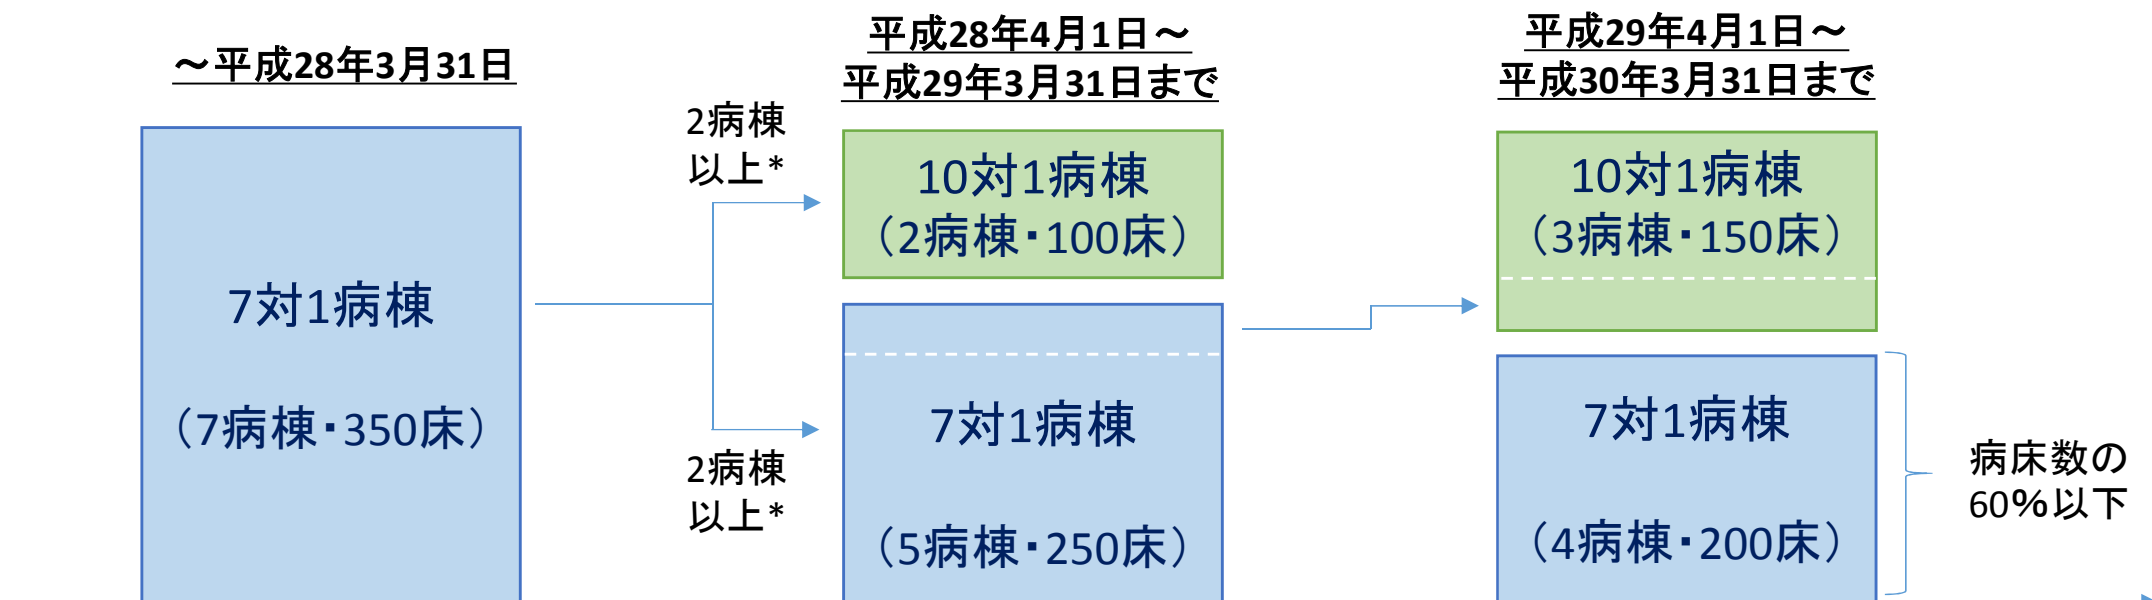 ～平成28年3月31日
平成28年4月1日～
平成29年3月31日まで
平成29年4月1日～
平成30年3月31日まで
7対1病棟
（7病棟・350床）
2病棟
以上*
2病棟
以上*
10対1病棟
（2病棟・100床）
7対1病棟
（5病棟・250床）
10対1病棟
（3病棟・150床）
7対1病棟
（4病棟・200床）
病床数の
60%以下